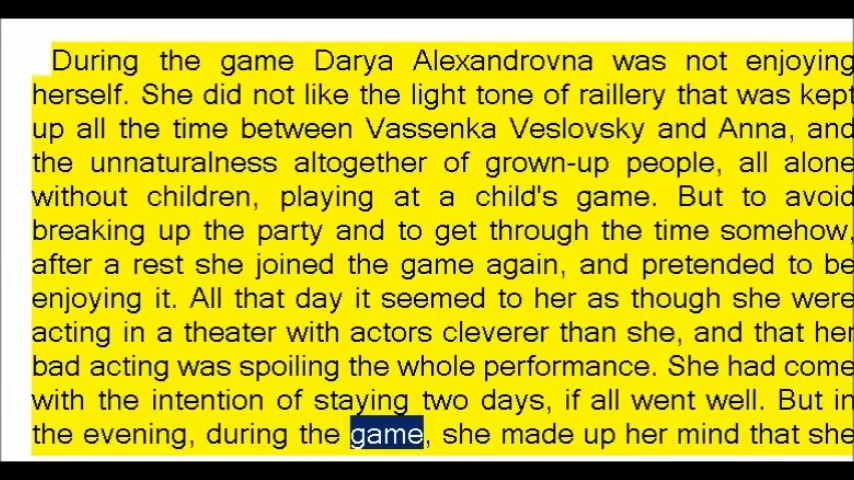 During the game Darya Alexandrovna was not enjoying
herself. She did not like the light tone of raillery that was kept
up all the time between Vassenka Veslovsky and Anna, and
the unnaturalness altogether of grown-up people, all alone
without children, playing at a child's game. But to avoid
breaking up the party and to get through the time somehow,
after a rest she joined the game again, and pretended to be
enjoying it. All that day it seemed to her as though she were
acting in a theater with actors cleverer than she, and that her
bad acting was spoiling the whole performance. She had come
with the intention of staying two days, if all went well. But in
the evening, during the game, she made up her mind that she